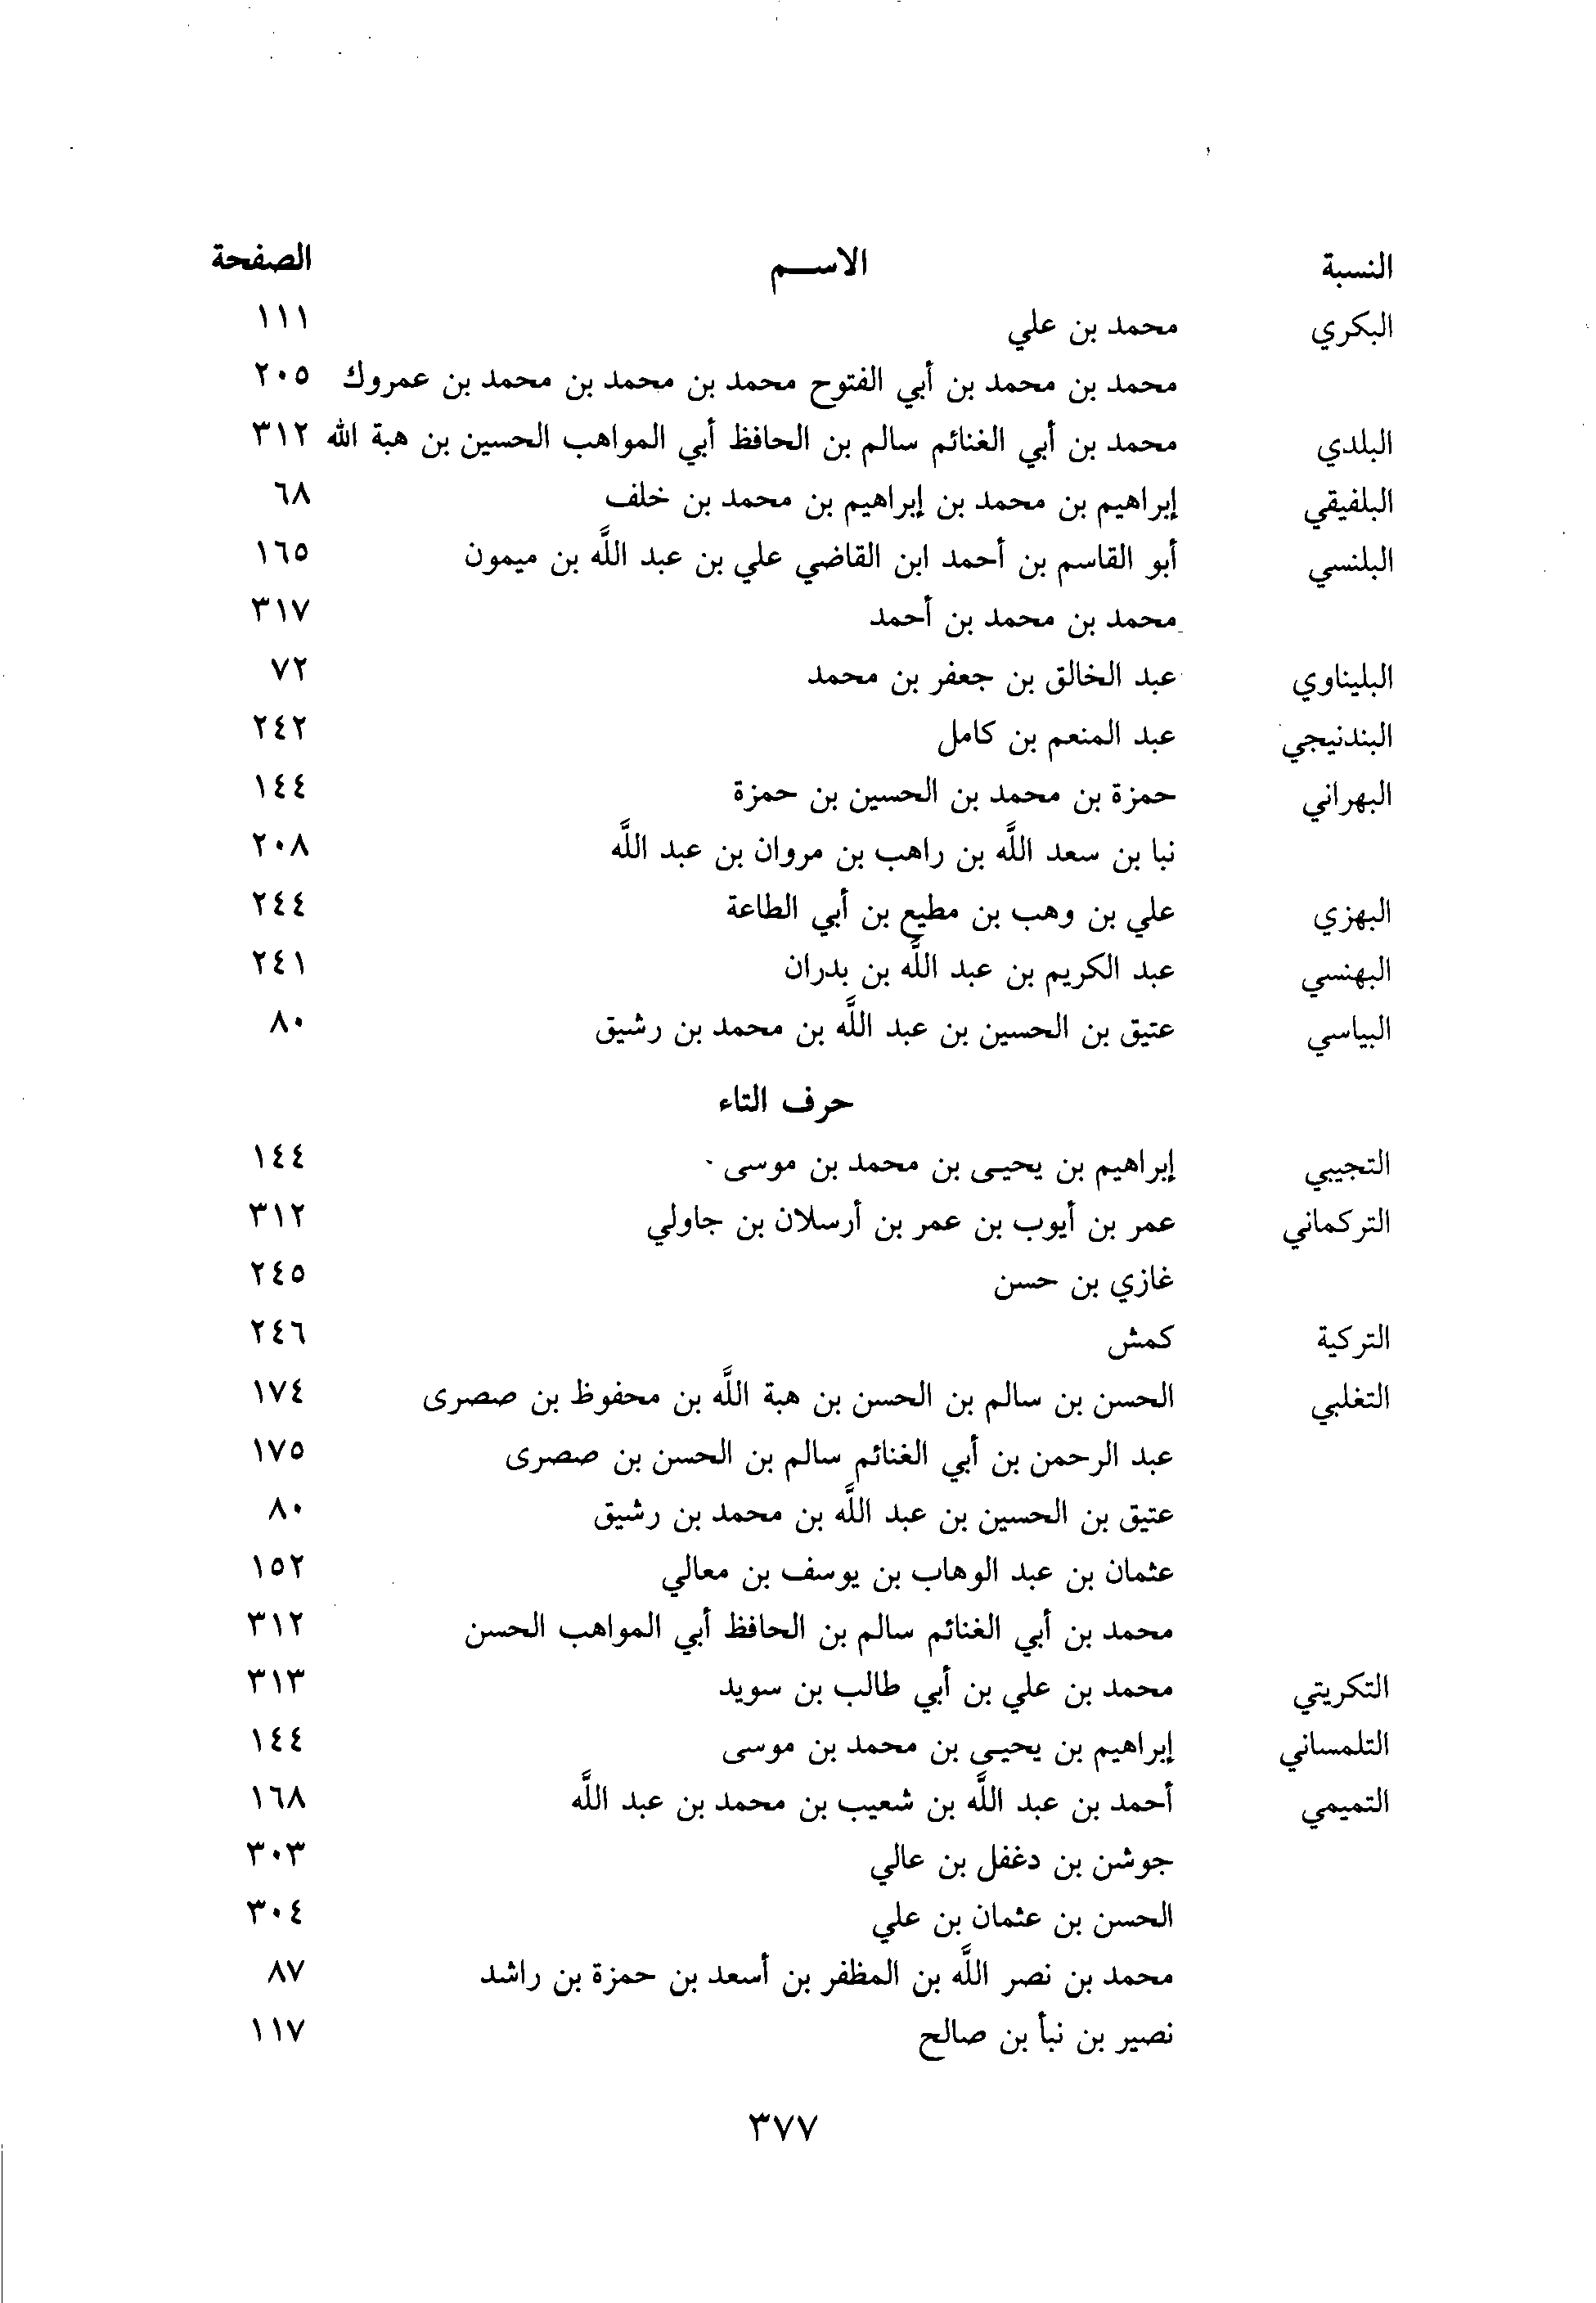 النسبة الاســم الصفحة
البكري محمد بن علي ١١١
محمد بن محمد بن أبي الفتوح محمد بن محمد بن محمد بن عمروك ٢٠٥
البلدي محمد بن أبي الغنائم سالم بن الحافظ أبي المواهب الحسين بن هبة الله ٣١٢
البلفيقي إبراهيم بن محمد بن إبراهيم بن محمد بن خلف ٦٨
البلنسي أبو القاسم بن أحمد ابن القاضي علي بن عبد اللَّه بن ميمون ١٦٥
محمد بن محمد بن أحمد ٣١٧
البليناوي عبد الخالق بن جعفر بن محمد ٧٢
البندنيجي عبد المنعم بن كامل ٢٤٢
البهراني حمزة بن محمد بن الحسين بن حمزة ١٤٤
نبا بن سعد اللَّه بن راهب بن مروان بن عبد اللَّه ٢٠٨
البهزي علي بن وهب بن مطيع بن أبي الطاعة ٢٤٤
البهنسي عبد الكريم بن عبد اللَّه بن بدران ٢٤١
البياسي عتيق بن الحسين بن عبد اللَّه بن محمد بن رشيق ٨٠
حرف التاء
التجيبي إبراهيم بن يحيـى بن محمد بن موسى ١٤٤
التركماني عمر بن أيوب بن عمر بن أرسلان بن جاولي ٣١٢
غازي بن حسن ٢٤٥
التركية كمش ٢٤٦
التغلبي الحسن بن سالم بن الحسن بن هبة اللَّه بن محفوظ بن صصرى ١٧٤
عبد الرحمن بن أبي الغنائم سالم بن الحسن بن صصرى ١٧٥
عتيق بن الحسين بن عبد اللَّه بن محمد بن رشيق ٨٠
عثمان بن عبد الوهاب بن يوسف بن معالي ١٥٢
محمد بن أبي الغنائم سالم بن الحافظ أبي المواهب الحسن ٣١٢
التكريتي محمد بن علي بن أبي طالب بن سويد ٣١٣
التلمساني إبراهيم بن يحيـى بن محمد بن موسى ١٤٤
التميمي أحمد بن عبد اللَّه بن شعيب بن محمد بن عبد اللَّه ١٦٨
جوشن بن دغفل بن عالي ٣٠٣
الحسن بن عثمان بن علي ٣٠٤
محمد بن نصر اللَّه بن المظفر بن أسعد بن حمزة بن راشد ٨٧
نصير بن نبأ بن صالح ١١٧
٣٧٧